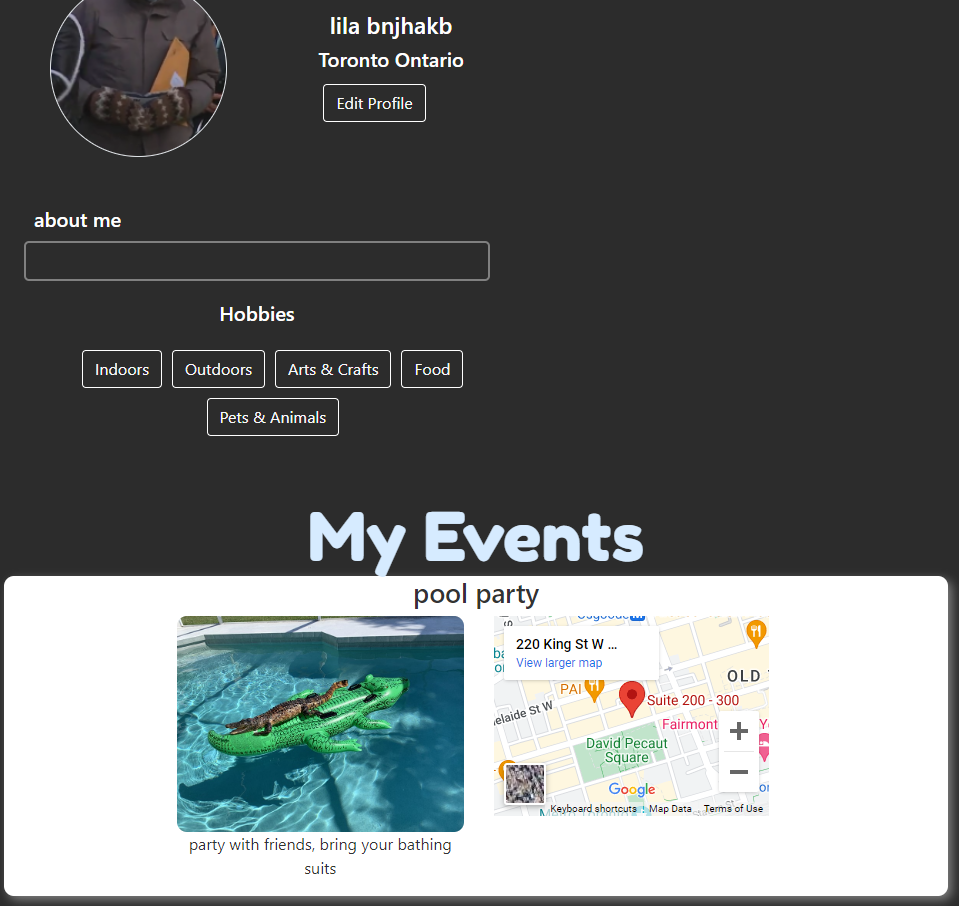 lila bnjhakb
Toronto Ontario
Edit Profile
about me
Hobbies
Indoors
Outdoors
Arts & Crafts
Food
Pets & Animals
My Events
pool party
220 King St W ...
View larger map
OLD
PAI
Suite 200 - 300
elaide St W
Fairmont
David Pecaut
Square
Google
Keyboard shortcuts
Map Data
Terms of Use
party with friends, bring your bathing
suits